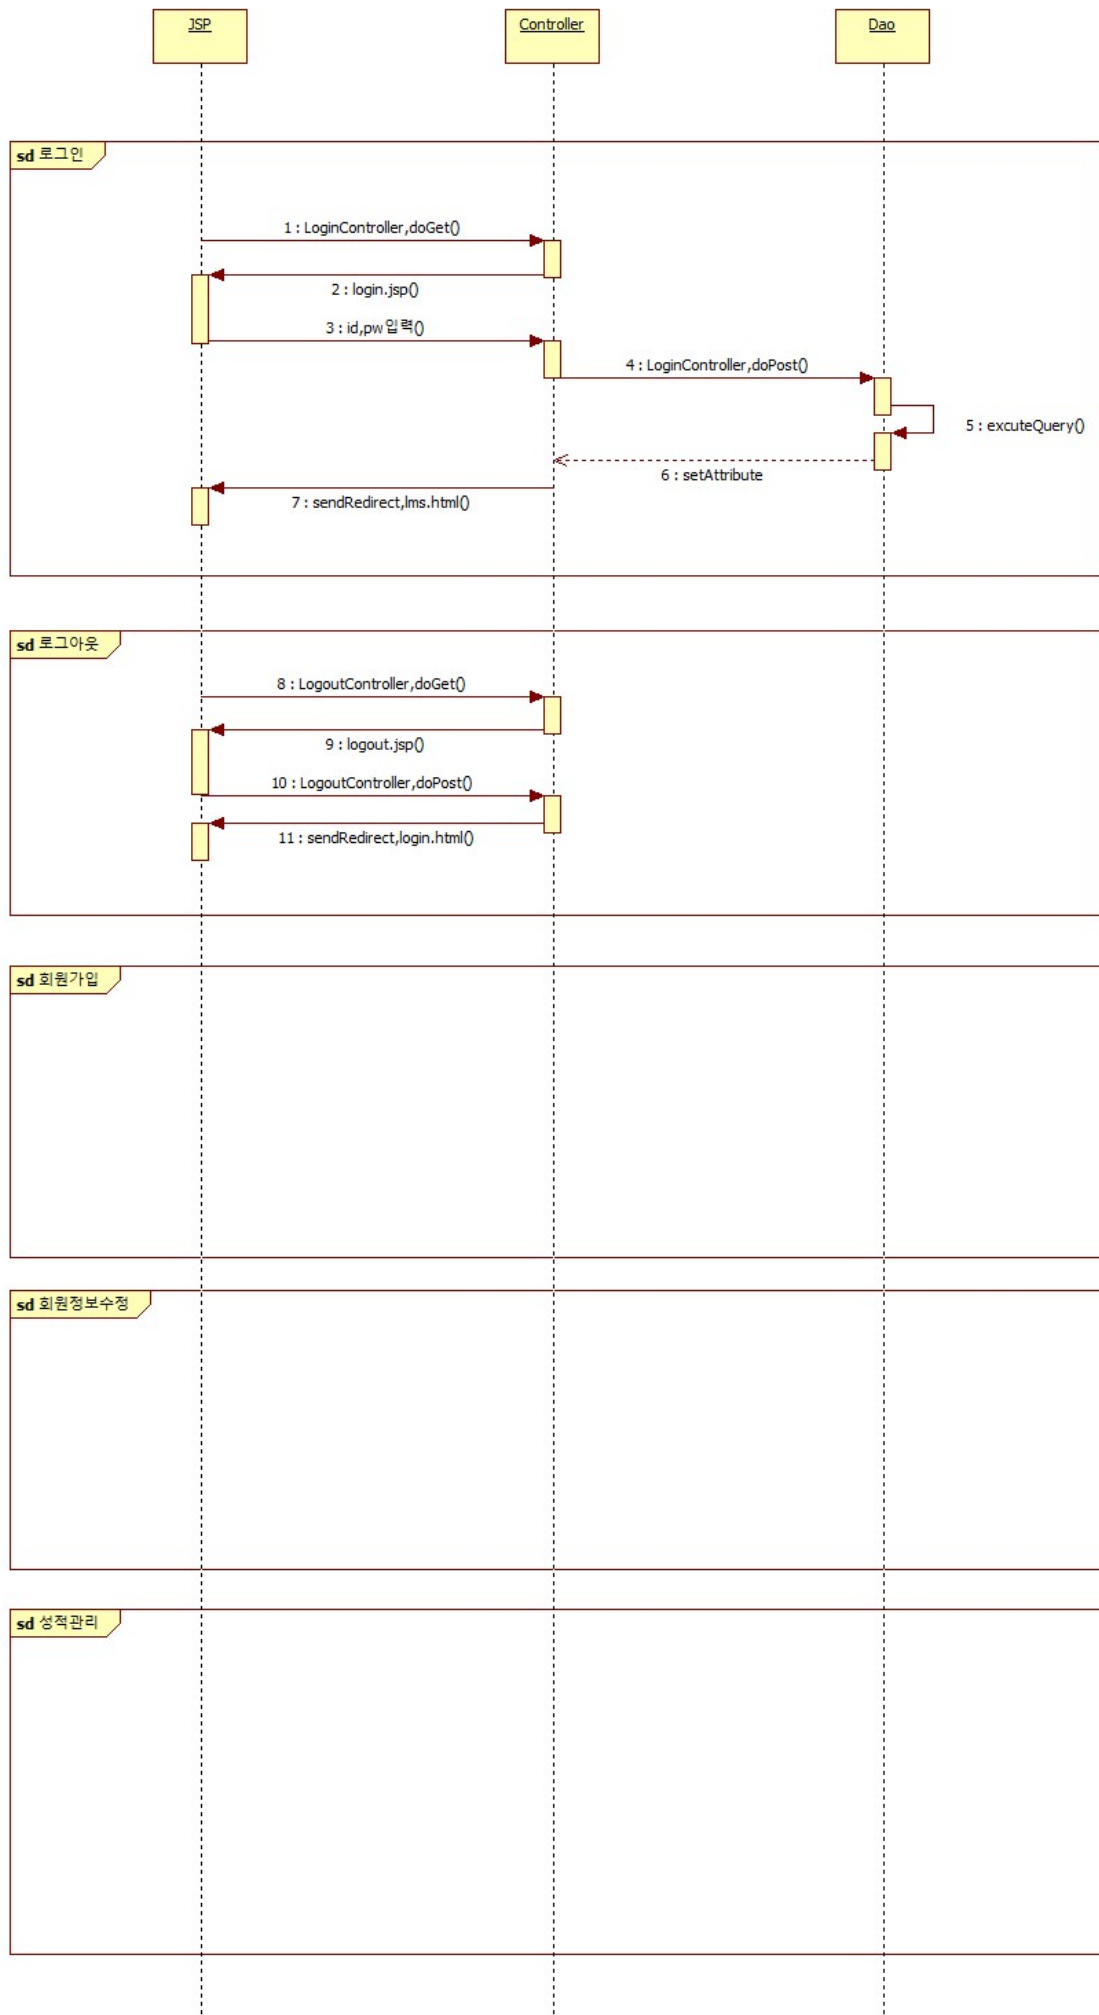 JSP
Controller
Dao
sd 로그인
1 : LoginController,doGet()
2 : login.jsp()
3 : id,pw입력()
4 : LoginController,doPost()
5 : excuteQuery()
6 : setAttribute
7 : sendRedirect,lms.html()
sd 로그아웃
8 : LogoutController,doGet()
9 : logout.jsp()
10 : LogoutController,doPost()
11 : sendRedirect,login.html()
sd 회원가입
sd 회원정보수정
sd 성적관리